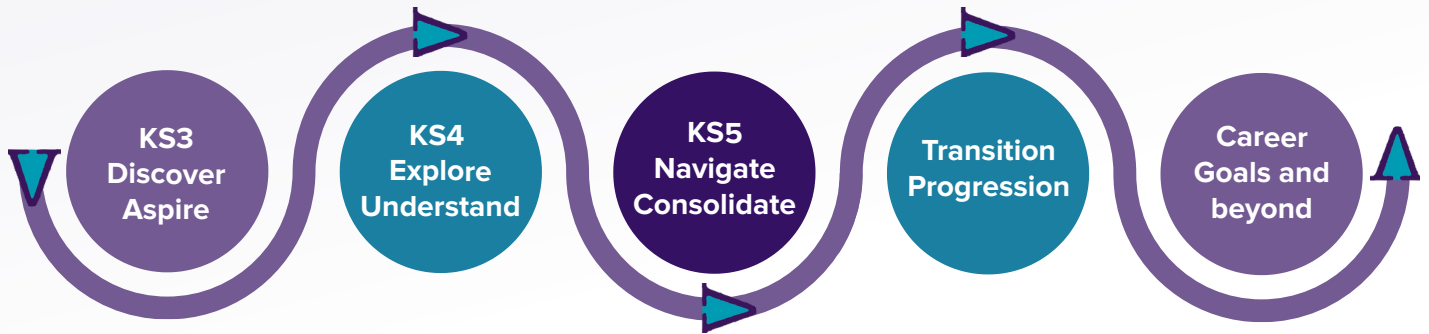 KS3
Discover
Aspire
KS4
Explore
Understand
KS5
Navigate
Consolidate
Transition
Progression
Career
Goals and
beyond